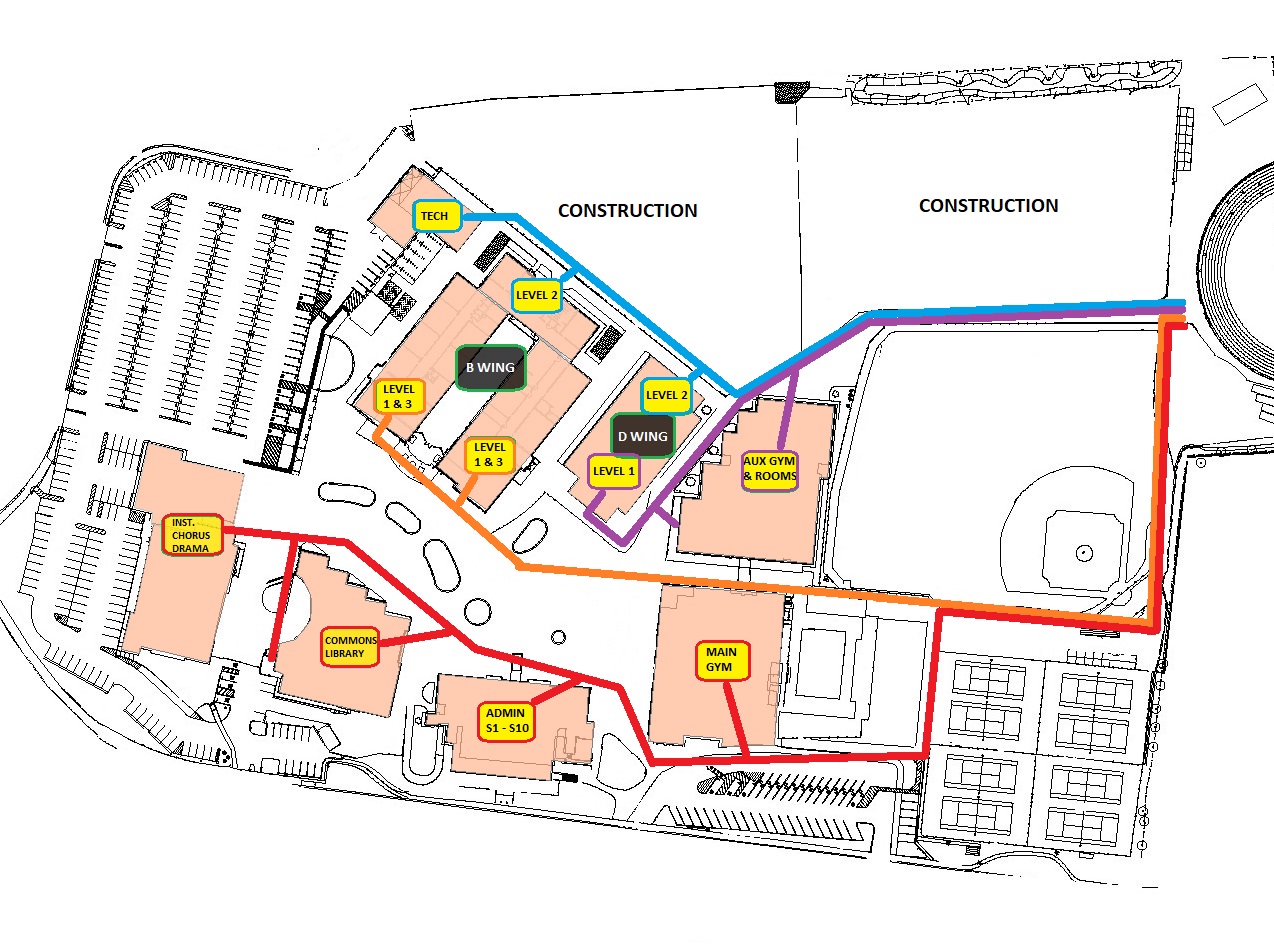 CONSTRUCTION
CONSTRUCTION
TECH
LEVEL 2
B WING
LEVEL
1 & 3
LEVEL 2
D WING
LEVEL
1 & 3
LEVEL 1
AUX GYM
& ROOMS
INST.
CHORUS
DRAMA
COMMONS
LIBRARY
MAIN
GYM
ADMIN
S1 - S10